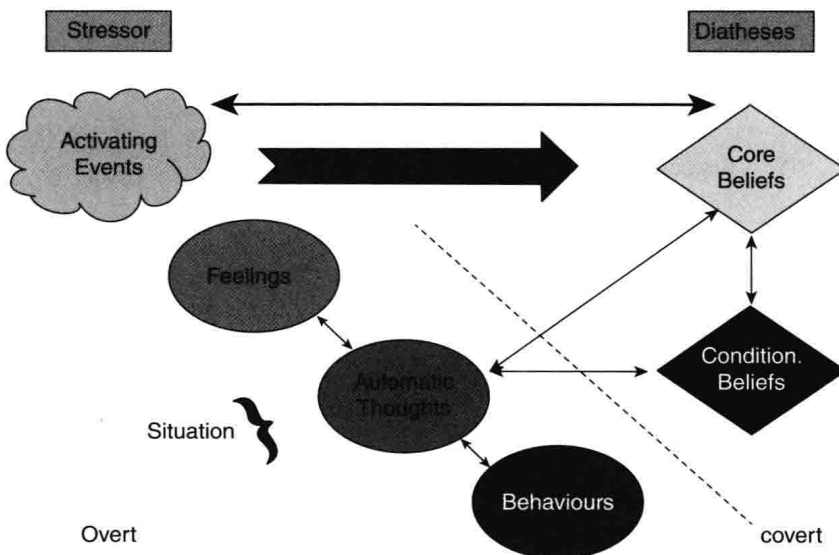 Stressor
Diatheses
Activating
Events
Core
Beliefs
Feelings
Automatic
Thoughts
Condition.
Beliefs
Situation
Behaviours
Overt
covert